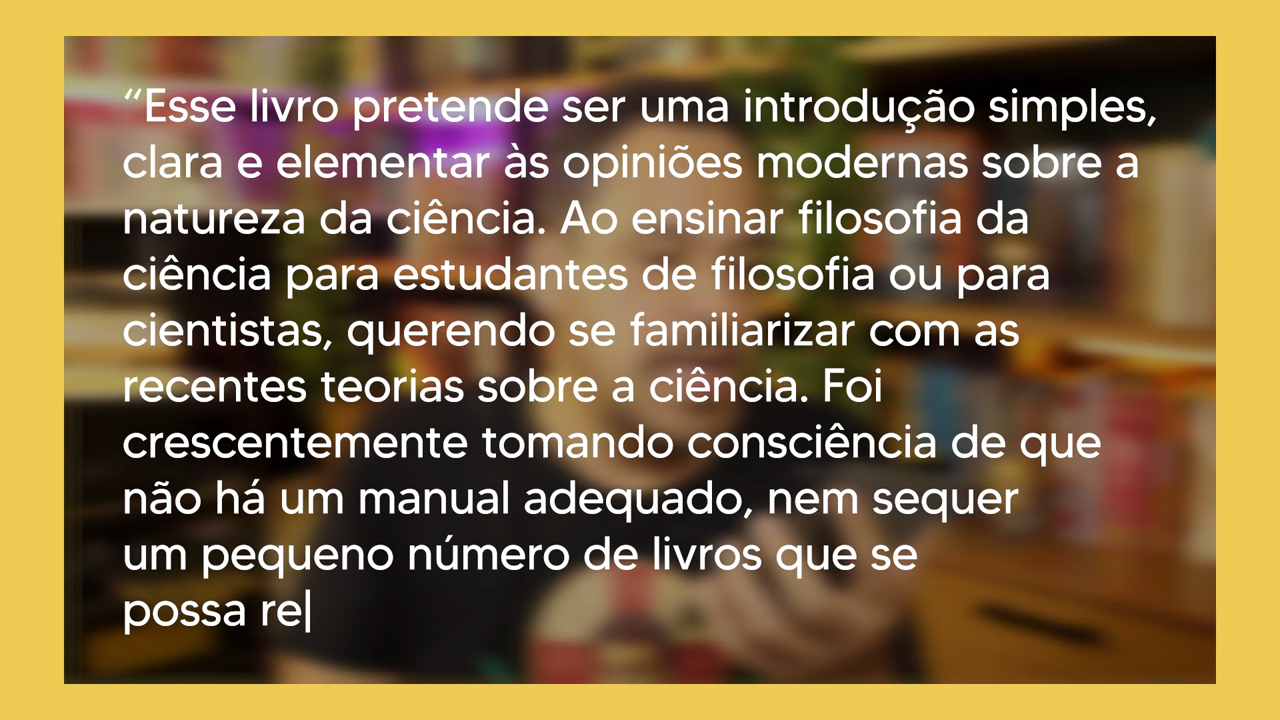 “Esse livro pretende ser uma introdução simples,
clara e elementar às opiniões modernas sobre a
natureza da ciência. Ao ensinar filosofia da
ciência para estudantes de filosofia ou para
cientistas, querendo se familiarizar com as
recentes teorias sobre a ciência. Foi
crescentemente tomando consciência de que
não há um manual adequado, nem sequer
um pequeno número de livros que se
possa re|